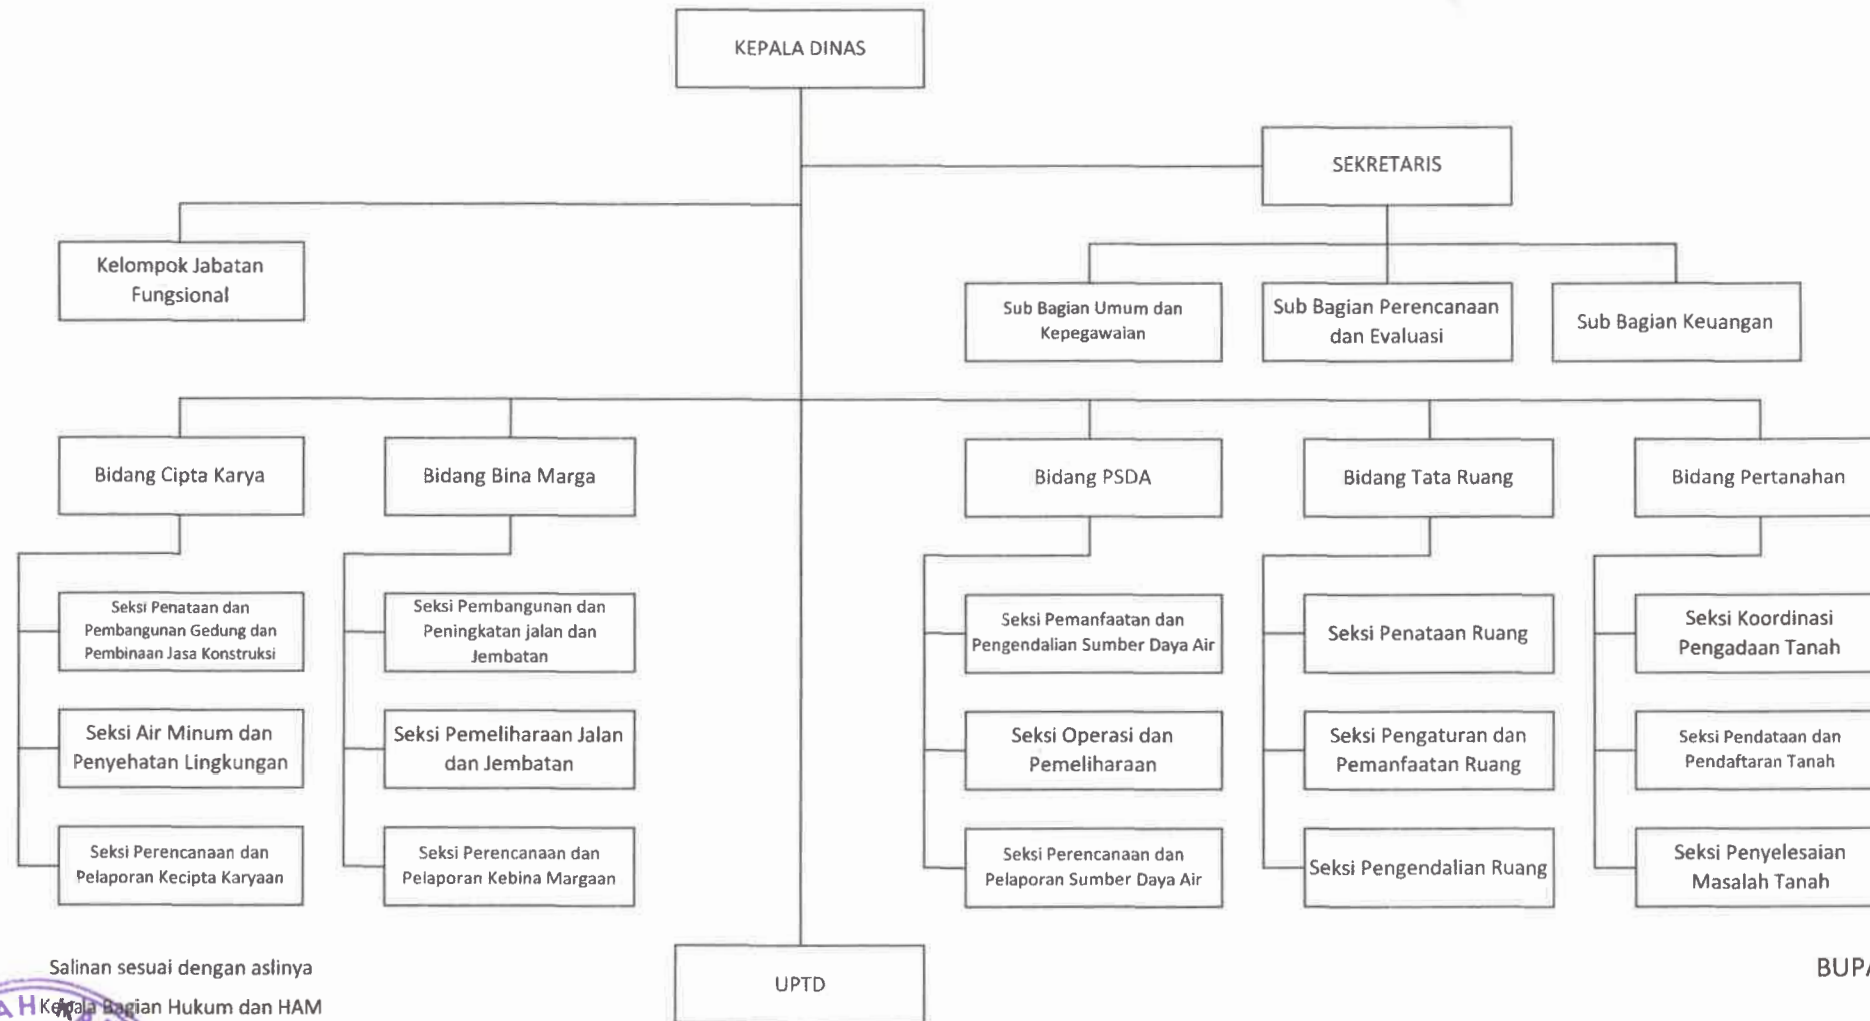 KEPALA DINAS
SEKRETARIS
Kelompok Jabatan
Fungsional
Sub Bagian Umum dan
Kepegawaian
Sub Bagian Perencanaan
dan Evaluasi
Sub Bagian Keuangan
Bidang Cipta Karya
Bidang Bina Marga
Bidang PSDA
Bidang Tata Ruang
Bidang Pertanahan
Seksi Penataan dan
Pembangunan Gedung dan
Pembinaan Jasa Konstruksi
Seksi Pembangunan dan
Peningkatan jalan dan
Jembatan
Seksi Pemanfaatan dan
Pengendalian Sumber Daya Air
Seksi Penataan Ruang
Seksi Koordinasi
Pengadaan Tanah
Seksi Air Minum dan
Penyehatan Lingkungan
Seksi Pemeliharaan Jalan
dan Jembatan
Seksi Operasi dan
Pemeliharaan
Seksi Pengaturan dan
Pemanfaatan Ruang
Seksi Pendataan dan
Pendaftaran Tanah
Seksi Perencanaan dan
Pelaporan Kecipta Karyaan
Seksi Perencanaan dan
Pelaporan Kebina Margaan
Seksi Perencanaan dan
Pelaporan Sumber Daya Air
Seksi Pengendalian Ruang
Seksi Penyelesaian
Masalah Tanah
UPTD
Salinan sesuai dengan aslinya
Kepala Bagian Hukum dan HAM
BUPA